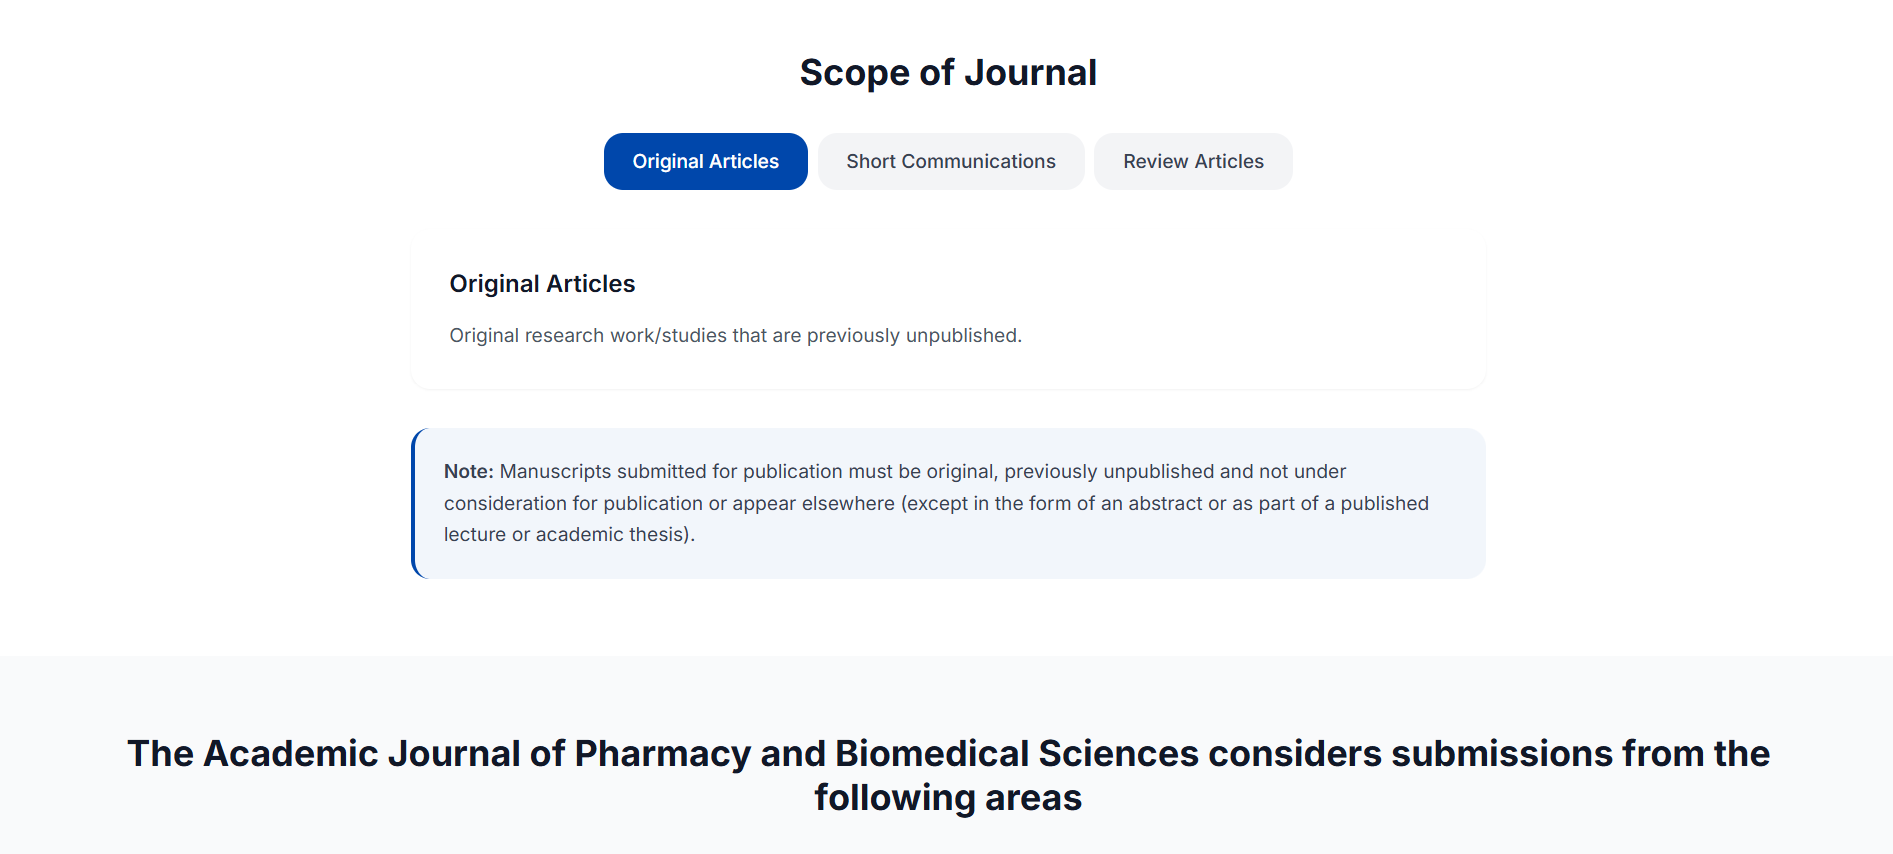 Scope of Journal
Original Articles
Short Communications
Review Articles
Original Articles
Original research work/studies that are previously unpublished.
Note: Manuscripts submitted for publication must be original, previously unpublished and not under
consideration for publication or appear elsewhere (except in the form of an abstract or as part of a published
lecture or academic thesis).
The Academic Journal of Pharmacy and Biomedical Sciences considers submissions from the
following areas